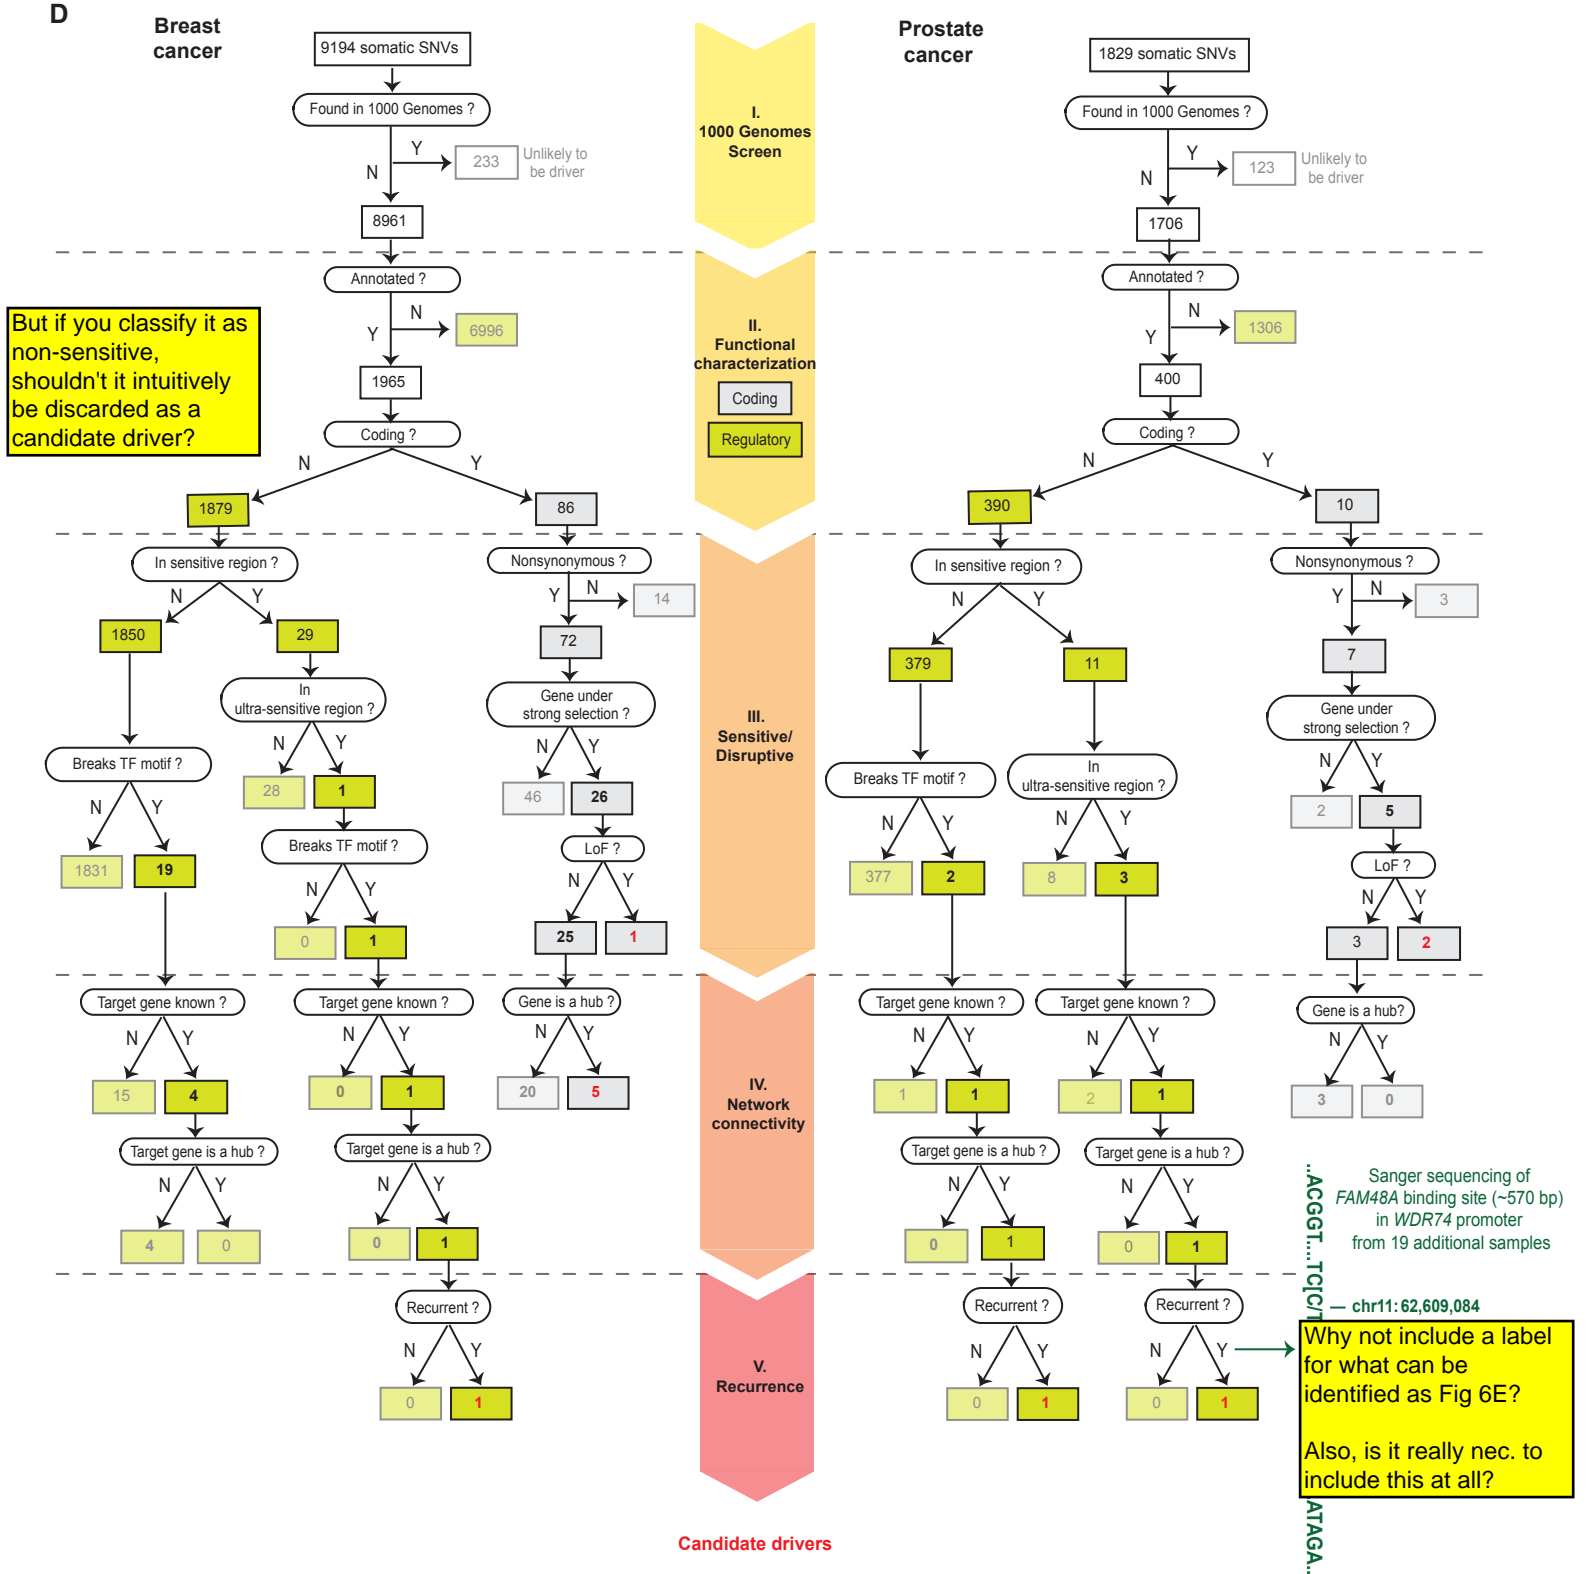 D
Breast
cancer
9194 somatic SNVs
Found in 1000 Genomes ?
Y
N
233
Unlikely to
be driver
8961
Annotated ?
N
Y
6996
1965
Coding ?
N
Y
1879
86
In sensitive region ?
N
Y
1850
29
Nonsynonymous ?
Y
N
14
72
In
ultra-sensitive region ?
N
Y
28
1
Gene under
strong selection ?
N
Y
46
26
Breaks TF motif ?
N
Y
1831
19
Breaks TF motif ?
N
Y
0
1
LoF ?
N
Y
25
1
Target gene known ?
N
Y
15
4
Target gene known ?
N
Y
0
1
Gene is a hub ?
N
Y
20
5
Target gene is a hub ?
N
Y
4
0
Target gene is a hub ?
N
Y
0
1
Recurrent ?
N
Y
0
1
But if you classify it as
non-sensitive,
shouldn't it intuitively
be discarded as a
candidate driver?
I.
1000 Genomes
Screen
II.
Functional
characterization
Coding
Regulatory
III.
Sensitive/
Disruptive
IV.
Network
connectivity
V.
Recurrence
Candidate drivers
Prostate
cancer
1829 somatic SNVs
Found in 1000 Genomes ?
Y
N
123
Unlikely to
be driver
1706
Annotated ?
N
Y
1306
400
Coding ?
N
Y
390
10
In sensitive region ?
N
Y
379
11
Nonsynonymous ?
Y
N
3
7
Gene under
strong selection ?
N
Y
2
5
Breaks TF motif ?
N
Y
377
2
In
ultra-sensitive region ?
N
Y
8
3
LoF ?
N
Y
3
2
Target gene known ?
N
Y
1
1
Target gene known ?
N
Y
2
1
Gene is a hub?
N
Y
3
0
Target gene is a hub ?
N
Y
0
1
Target gene is a hub ?
N
Y
0
1
Recurrent ?
N
Y
0
1
Recurrent ?
N
Y
0
1
Sanger sequencing of
FAM48A binding site (~570 bp)
in WDR74 promoter
from 19 additional samples
..ACGGT....TC[C/T
chr11: 62,609,084
Why not include a label
for what can be
identified as Fig 6E?
Also, is it really nec. to
include this at all?
ATAGA..